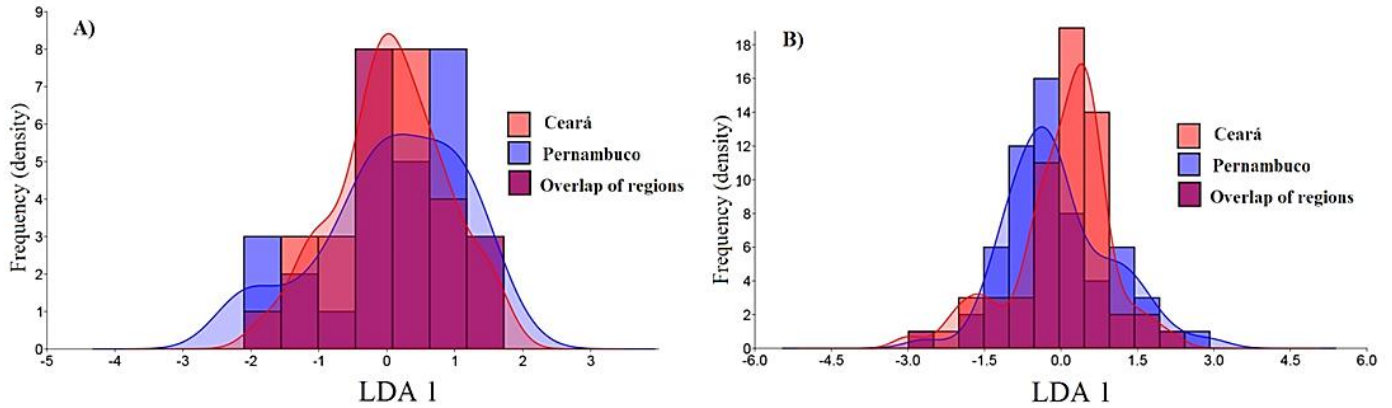 A)
9
8
7
6
5
4
3
2
1
0
Frequency (density)
-5 -4 -3 -2 -1 0 1 2 3
LDA 1
Ceará
Pernambuco
Overlap of regions
B)
18
16
14
12
10
8
6
4
2
0
Frequency (density)
-6.0 -4.5 -3.0 -1.5 0.0 1.5 3.0 4.5 6.0
LDA 1
Ceará
Pernambuco
Overlap of regions